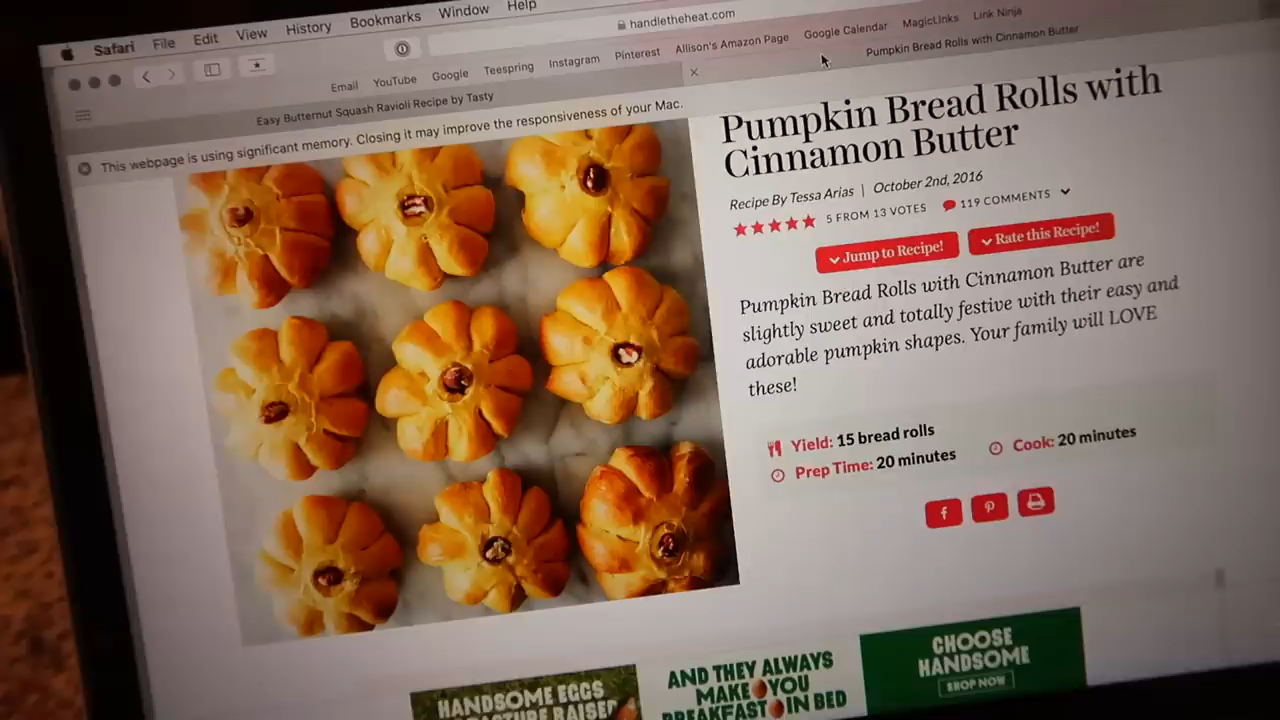 Safari File Edit View History Bookmarks Window Help
handletheheat.com
Email YouTube Google Teespring Instagram Pinterest Allison's Amazon Page Google Calendar MagicLinks Link Ninja
Easy Butternut Squash Ravioli Recipe by Tasty
Pumpkin Bread Rolls with Cinnamon Butter
This webpage is using significant memory. Closing it may improve the responsiveness of your Mac.
Pumpkin Bread Rolls with
Cinnamon Butter
Recipe By Tessa Arias | October 2nd, 2016
5 FROM 13 VOTES 119 COMMENTS
Jump to Recipe! Rate this Recipe!
Pumpkin Bread Rolls with Cinnamon Butter are
slightly sweet and totally festive with their easy and
adorable pumpkin shapes. Your family will LOVE
these!
Yield: 15 bread rolls
Prep Time: 20 minutes
Cook: 20 minutes
HANDSOME EGGS
PASTURE RAISED
AND THEY ALWAYS
MAKE YOU
BREAKFAST IN BED
CHOOSE
HANDSOME
SHOP NOW